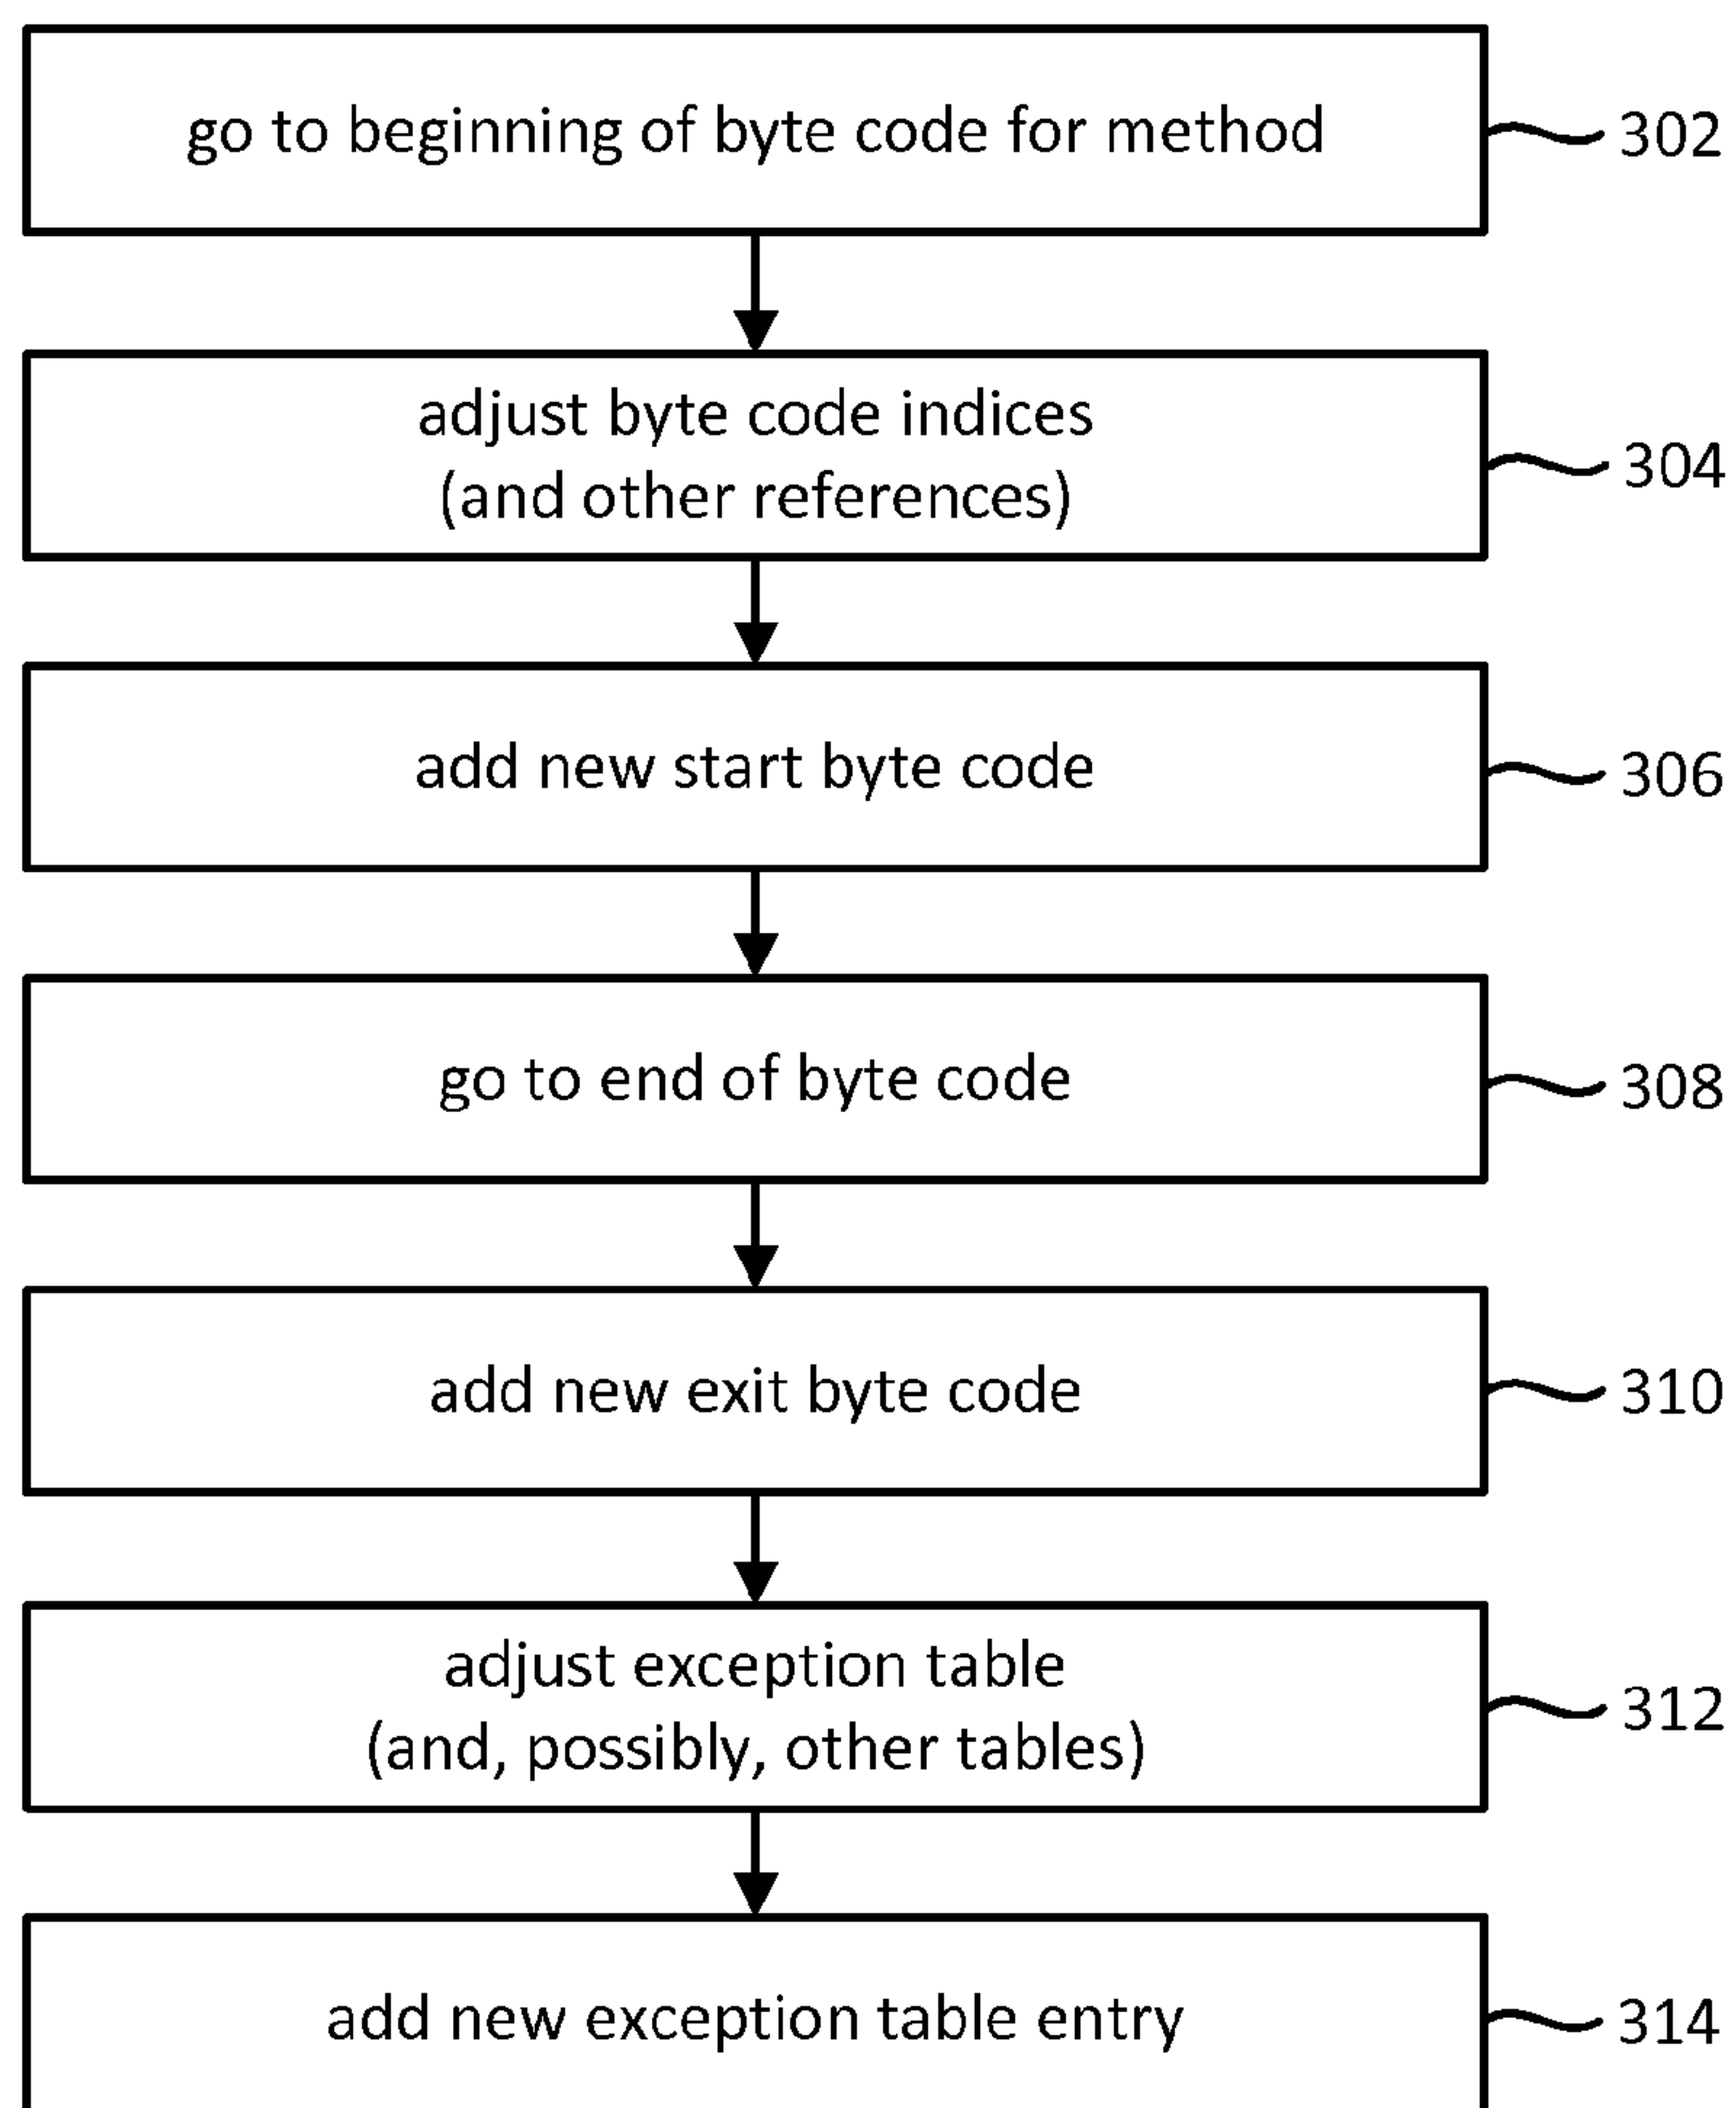 go to beginning of byte code for method
302
adjust byte code indices
(and other references)
304
add new start byte code
306
go to end of byte code
308
add new exit byte code
310
adjust exception table
(and, possibly, other tables)
312
add new exception table entry
314